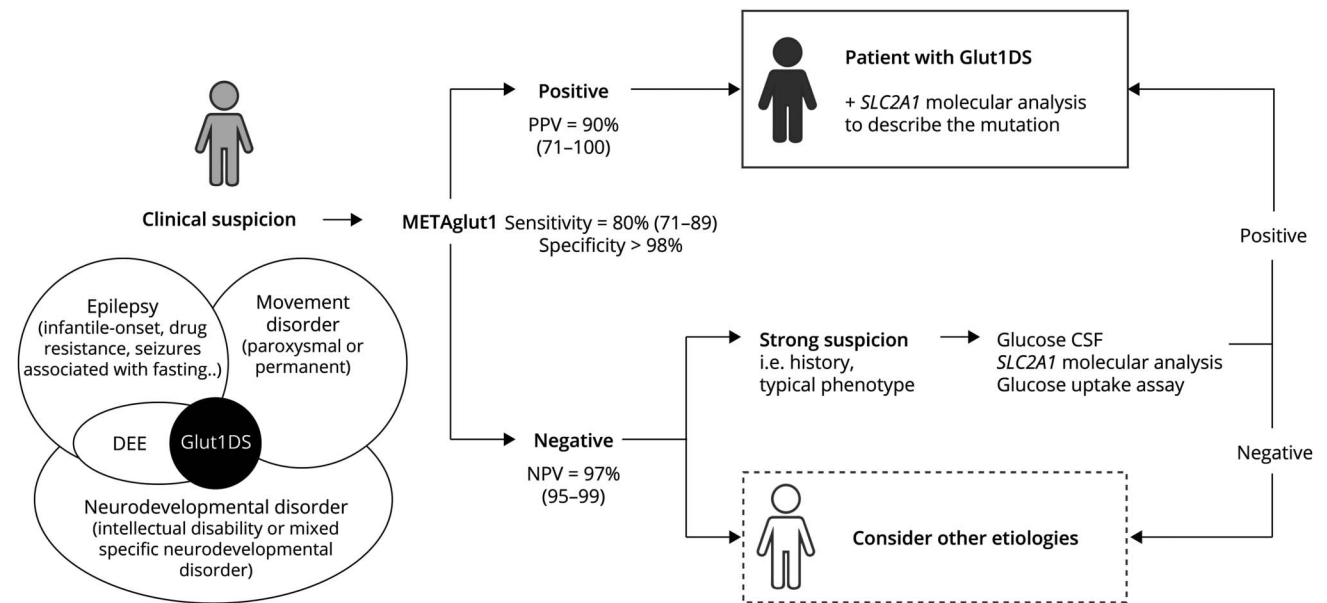 Clinical suspicion
Epilepsy
(infantile-onset, drug
resistance, seizures
associated with fasting..)
Movement
disorder
(paroxysmal or
permanent)
DEE
Glut1DS
Neurodevelopmental disorder
(intellectual disability or mixed
specific neurodevelopmental
disorder)
METAglut1 Sensitivity = 80% (71–89)
Specificity > 98%
Positive
PPV = 90%
(71–100)
Patient with Glut1DS
+ SLC2A1 molecular analysis
to describe the mutation
Negative
NPV = 97%
(95–99)
Strong suspicion
i.e. history,
typical phenotype
Glucose CSF
SLC2A1 molecular analysis
Glucose uptake assay
Positive
Negative
Consider other etiologies